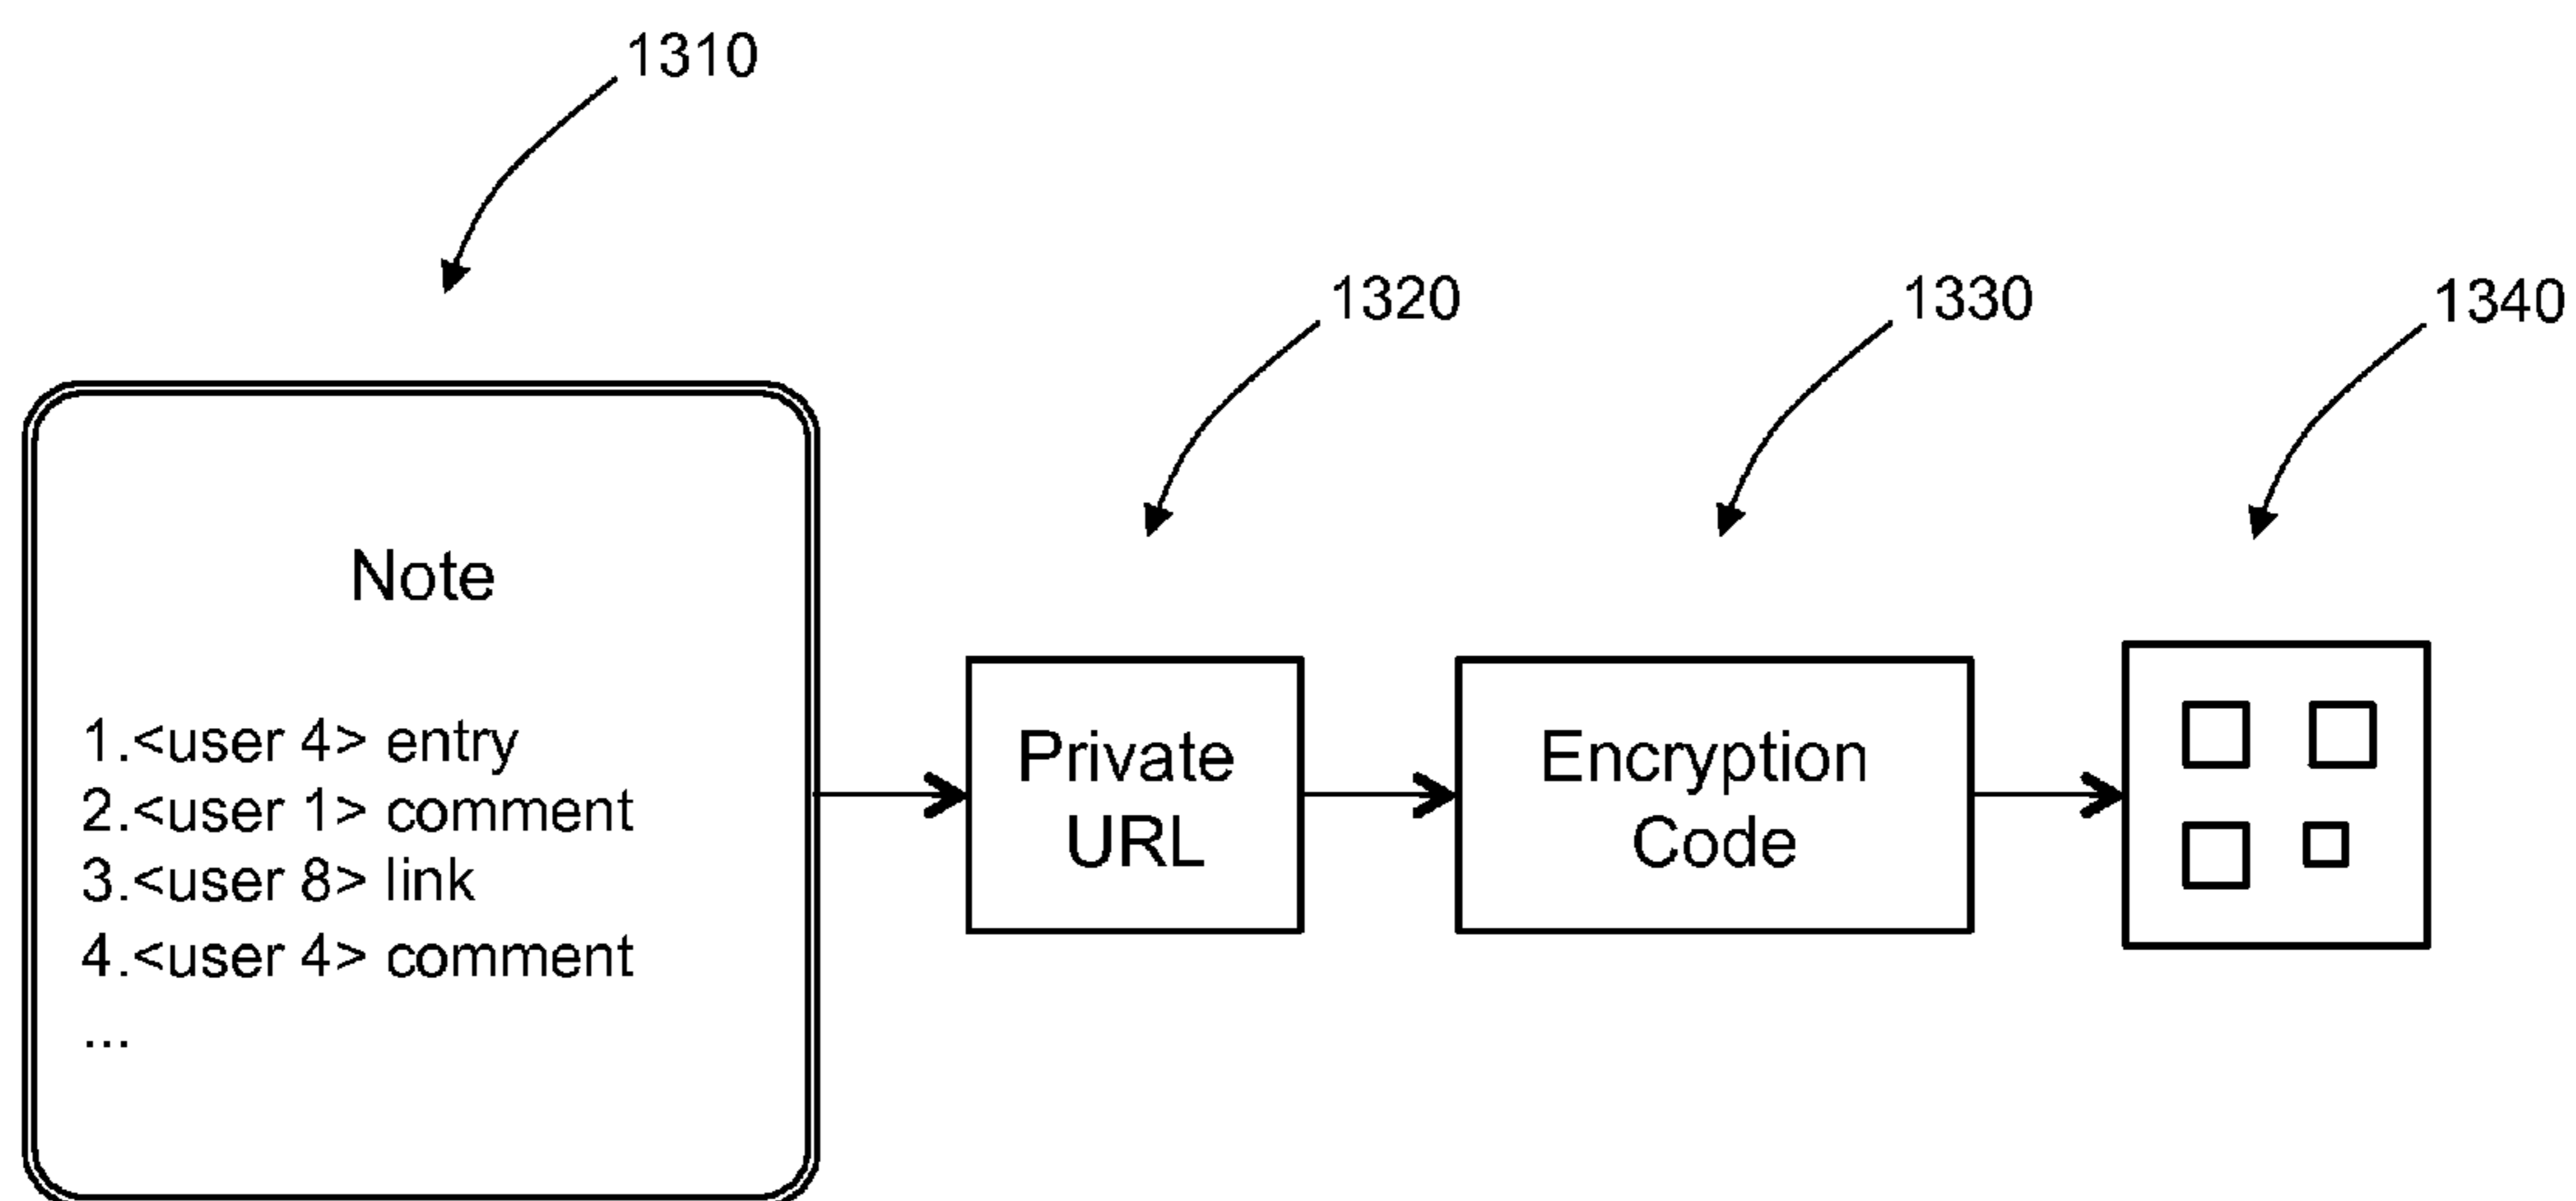 1310
1320
1330
1340
Note
1.<user 4> entry
2.<user 1> comment
3.<user 8> link
4.<user 4> comment
...
Private
URL
Encryption
Code